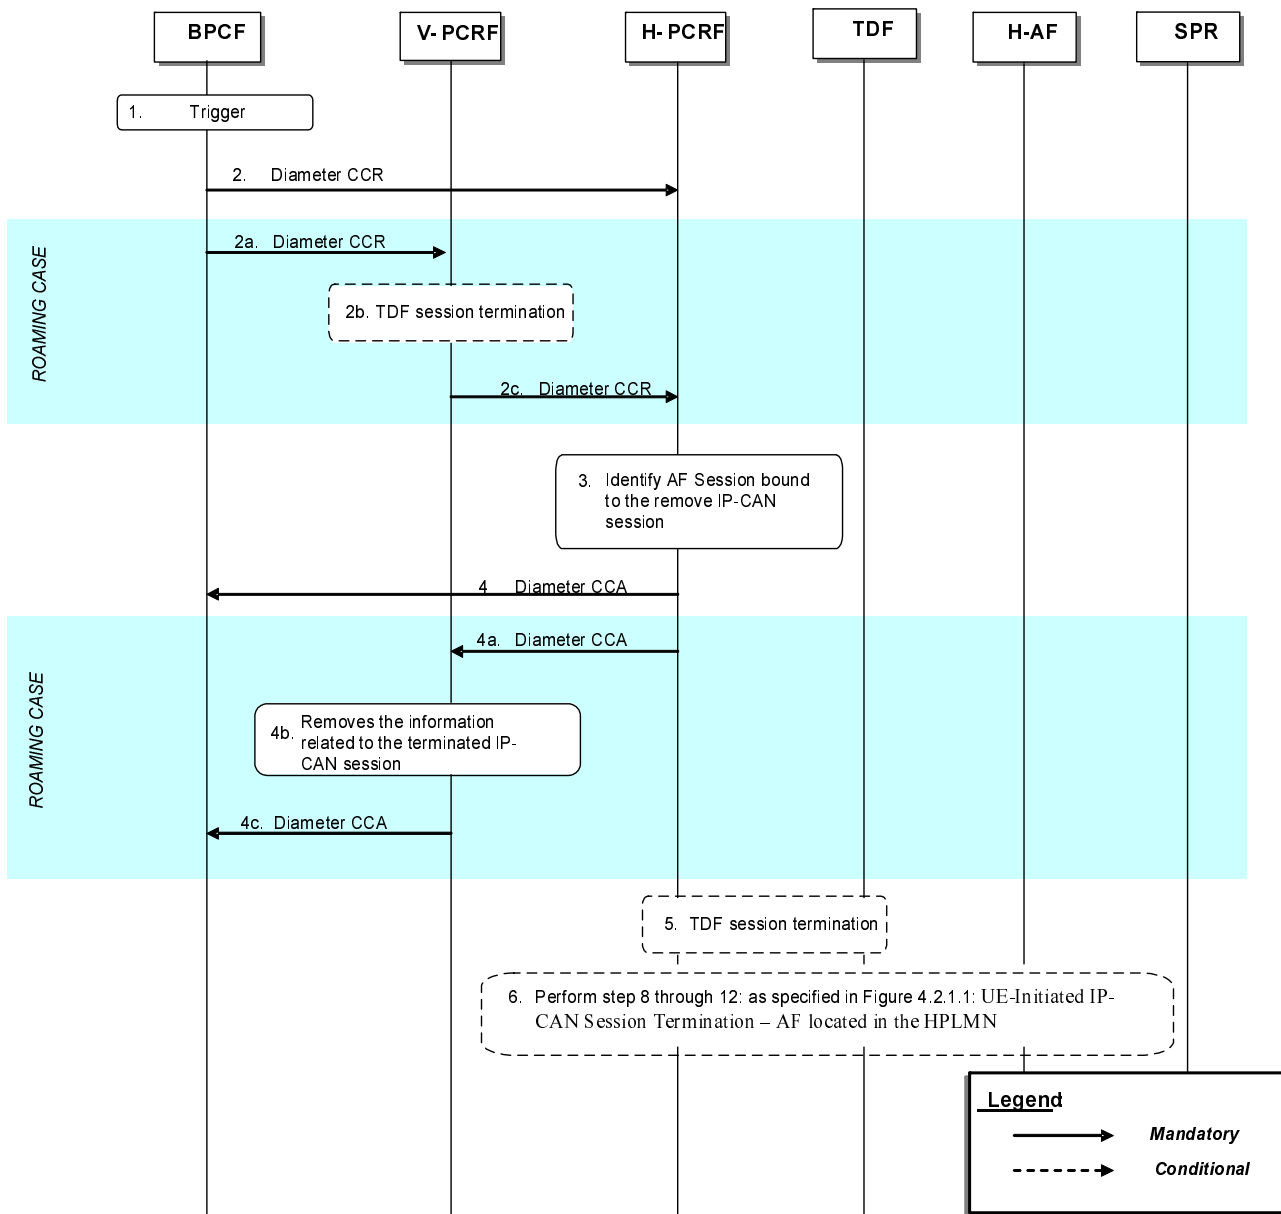 BPCF
V- PCRF
H- PCRF
TDF
H-AF
SPR
1. Trigger
2. Diameter CCR
ROAMING CASE
2a. Diameter CCR
2b. TDF session termination
2c. Diameter CCR
3. Identify AF Session bound
to the remove IP-CAN
session
4 Diameter CCA
ROAMING CASE
4a. Diameter CCA
4b. Removes the information
related to the terminated IP-
CAN session
4c. Diameter CCA
5. TDF session termination
6. Perform step 8 through 12: as specified in Figure 4.2.1.1: UE-Initiated IP-
CAN Session Termination – AF located in the HPLMN
Legend
Mandatory
Conditional